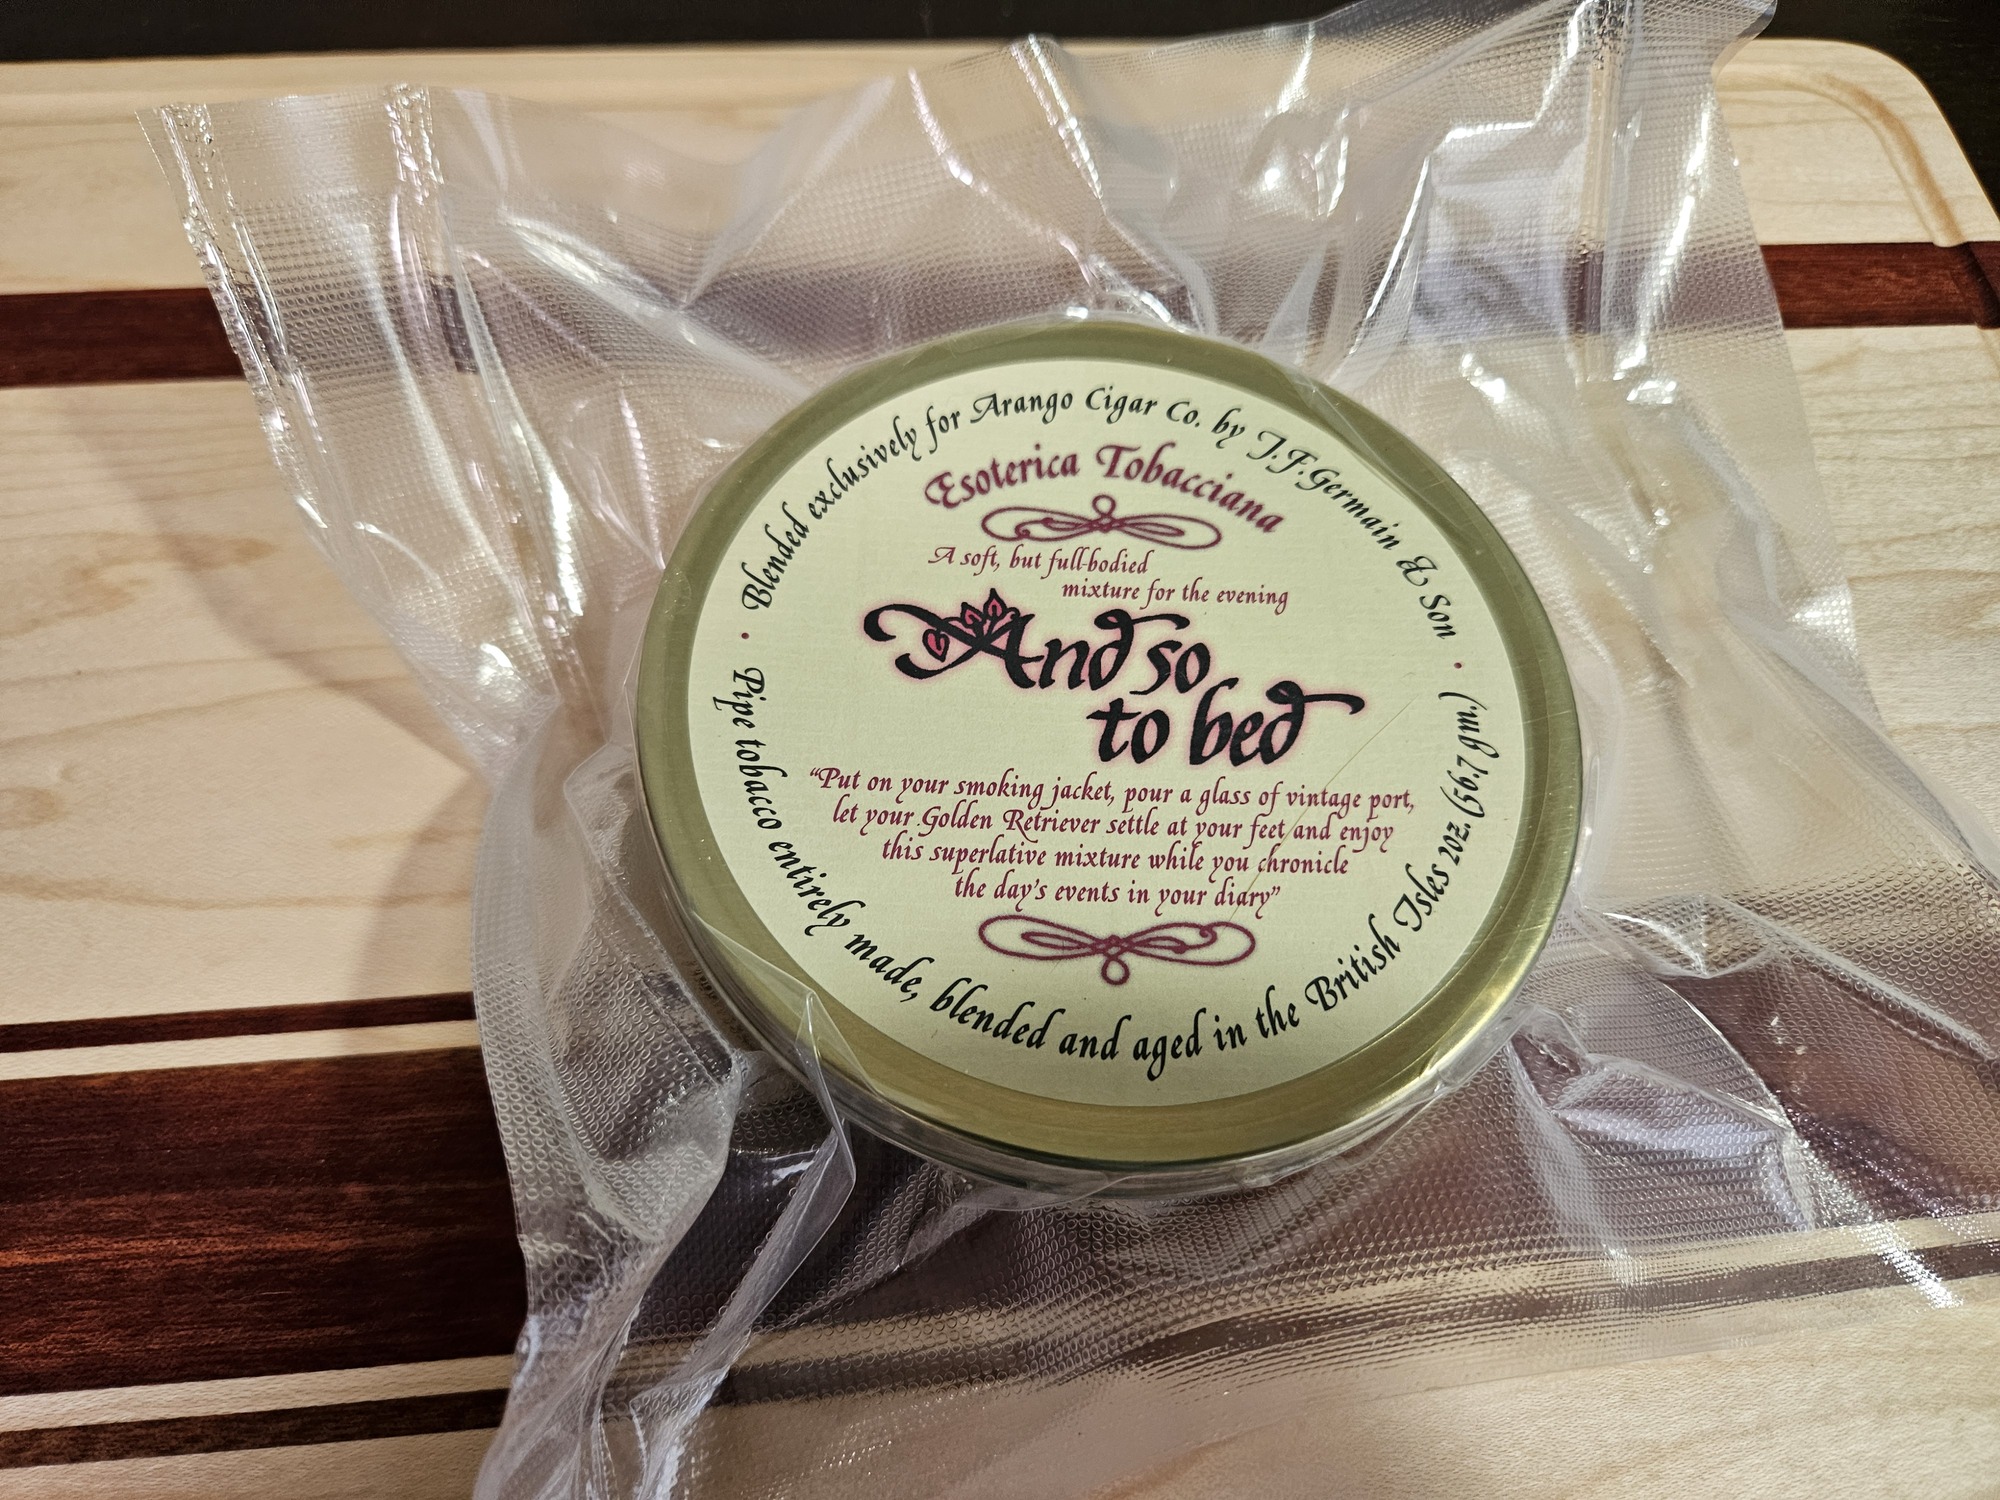 Blended exclusively for Arango Cigar Co. by J.F.Germain & Son
Esoterica Tobacciana
A soft, but full-bodied
mixture for the evening
And so
to bed
"Put on your smoking jacket, pour a glass of vintage port,
let your Golden Retriever settle at your feet and enjoy
this superlative mixture while you chronicle
the day's events in your diary"
Pipe tobacco entirely made, blended and aged in the British Isles 2oz. (56.7 gm.)